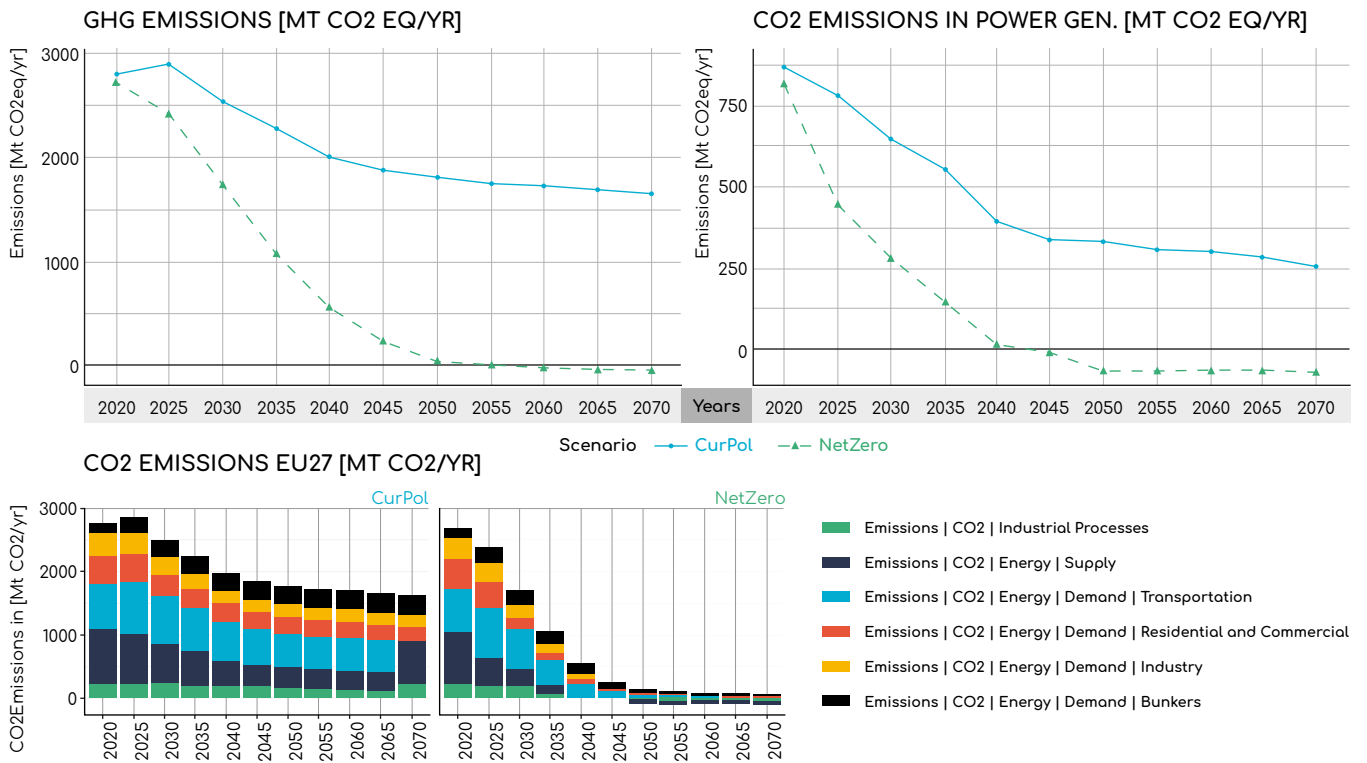 GHG EMISSIONS [MT CO2 EQ/YR]
Emissions [Mt CO2eq/yr]
3000
2000
1000
0
2020 2025 2030 2035 2040 2045 2050 2055 2060 2065 2070
CO2 EMISSIONS IN POWER GEN. [MT CO2 EQ/YR]
Emissions [Mt CO2eq/yr]
750
500
250
0
Years
2020 2025 2030 2035 2040 2045 2050 2055 2060 2065 2070
Scenario CurPol NetZero
CO2 EMISSIONS EU27 [MT CO2/YR]
CO2Emissions in [Mt CO2/yr]
3000
2000
1000
0
CurPol
2020 2025 2030 2035 2040 2045 2050 2055 2060 2065 2070
NetZero
2020 2025 2030 2035 2040 2045 2050 2055 2060 2065 2070
Emissions | CO2 | Industrial Processes
Emissions | CO2 | Energy | Supply
Emissions | CO2 | Energy | Demand | Transportation
Emissions | CO2 | Energy | Demand | Residential and Commercial
Emissions | CO2 | Energy | Demand | Industry
Emissions | CO2 | Energy | Demand | Bunkers